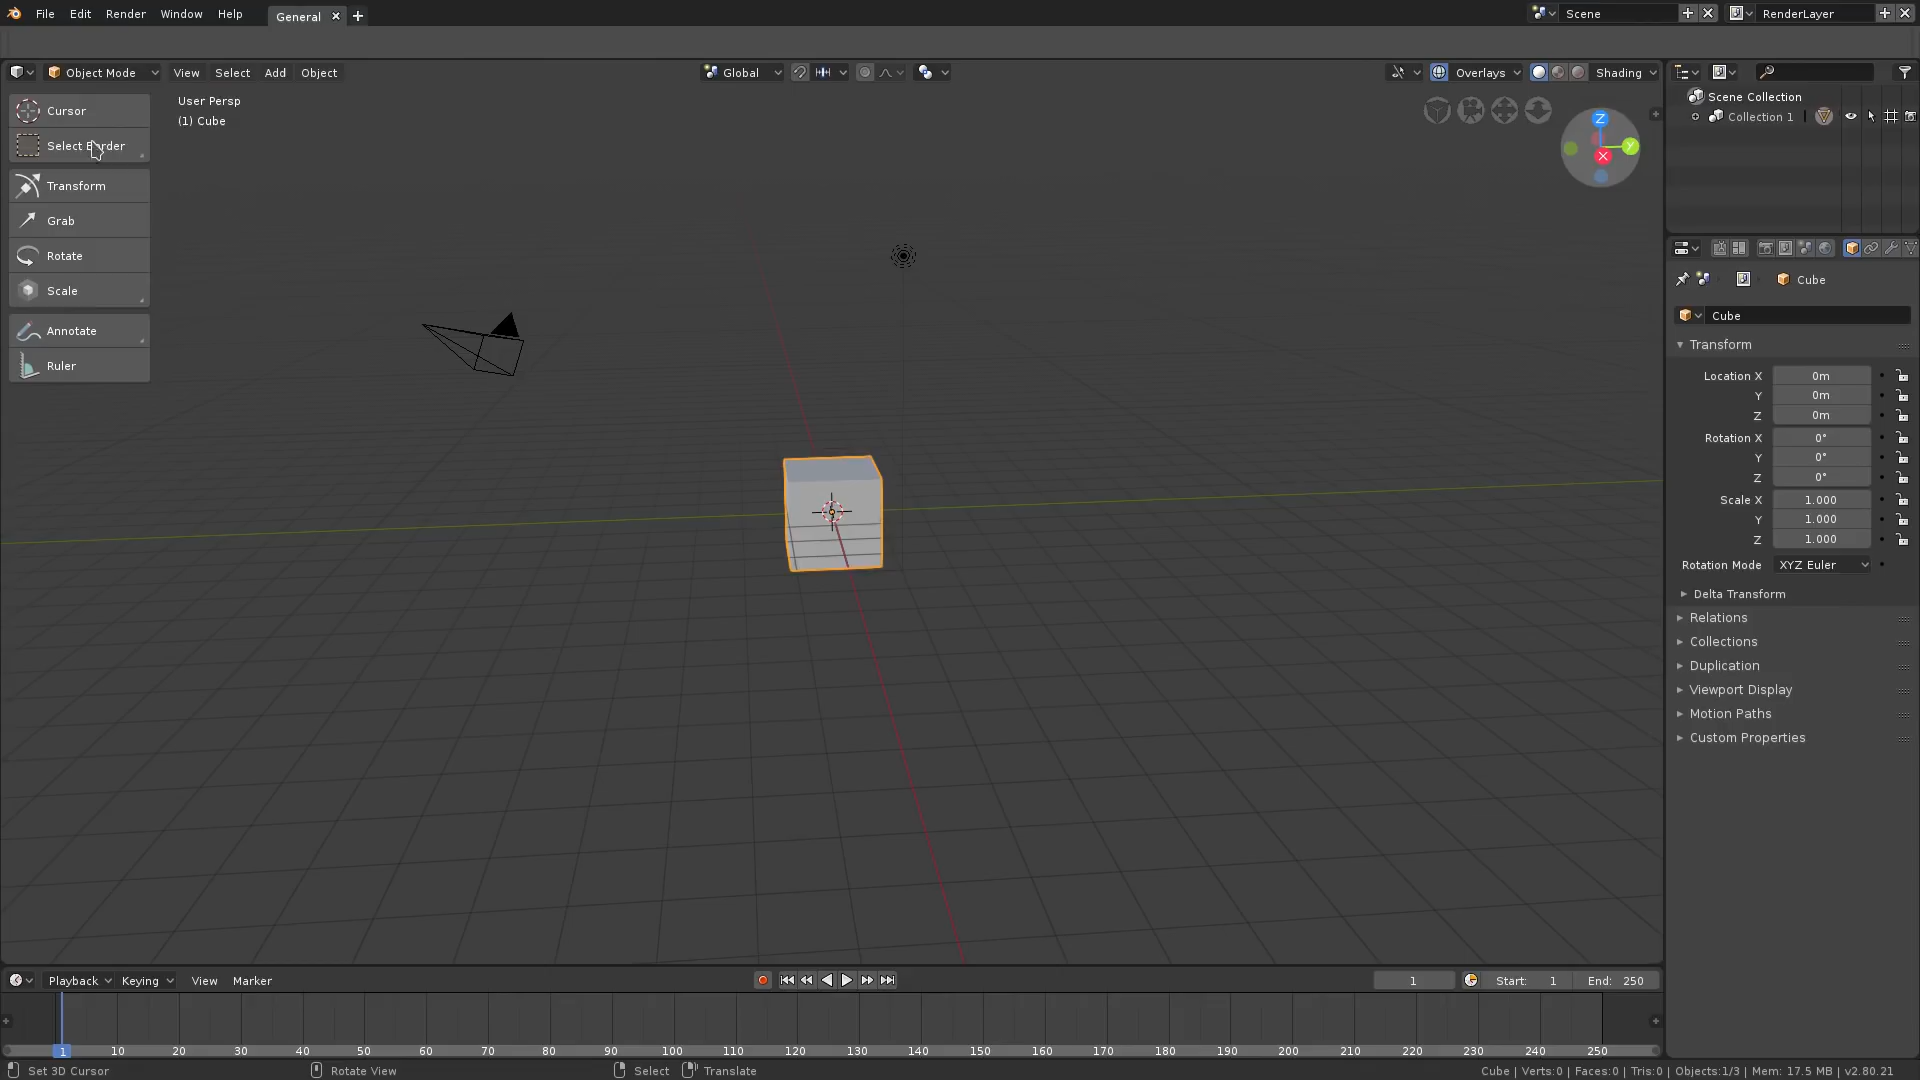 File Edit Render Window Help General Scene RenderLayer
Object Mode View Select Add Object Global Overlays Shading
User Persp
(1) Cube
Cursor
Select Border
Transform
Grab
Rotate
Scale
Annotate
Ruler
Z
Y
X
Scene Collection
Collection 1
Cube
Cube
Transform
Location X 0m
Y 0m
Z 0m
Rotation X 0°
Y 0°
Z 0°
Scale X 1.000
Y 1.000
Z 1.000
Rotation Mode XYZ Euler
Delta Transform
Relations
Collections
Duplication
Viewport Display
Motion Paths
Custom Properties
Playback Keying View Marker 1 Start: 1 End: 250
1 10 20 30 40 50 60 70 80 90 100 110 120 130 140 150 160 170 180 190 200 210 220 230 240 250
Set 3D Cursor Rotate View Select Translate Cube | Verts:0 | Faces:0 | Tris:0 | Objects:1/3 | Mem: 17.5 MB | v2.80.21